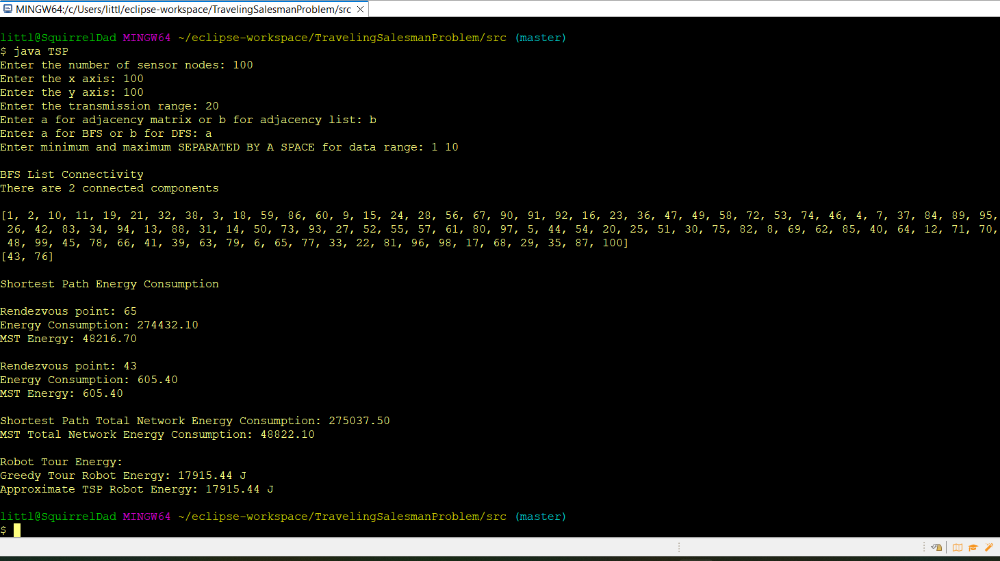 MINGW64:/c/Users/littl/eclipse-workspace/TravelingSalesmanProblem/src
littl@SquirrelDad MINGW64 ~/eclipse-workspace/TravelingSalesmanProblem/src (master)
$ java TSP
Enter the number of sensor nodes: 100
Enter the x axis: 100
Enter the y axis: 100
Enter the transmission range: 20
Enter a for adjacency matrix or b for adjacency list: b
Enter a for BFS or b for DFS: a
Enter minimum and maximum SEPARATED BY A SPACE for data range: 1 10
BFS List Connectivity
There are 2 connected components
[1, 2, 10, 11, 19, 21, 32, 38, 3, 18, 59, 86, 60, 9, 15, 24, 28, 56, 67, 90, 91, 92, 16, 23, 36, 47, 49, 58, 72, 53, 74, 46, 4, 7, 37, 84, 89, 95,
26, 42, 83, 34, 94, 13, 88, 31, 14, 50, 73, 93, 27, 52, 55, 57, 61, 80, 97, 5, 44, 54, 20, 25, 51, 30, 75, 82, 8, 69, 62, 85, 40, 64, 12, 71, 70,
48, 99, 45, 78, 66, 41, 39, 63, 79, 6, 65, 77, 33, 22, 81, 96, 98, 17, 68, 29, 35, 87, 100]
[43, 76]
Shortest Path Energy Consumption
Rendezvous point: 65
Energy Consumption: 274432.10
MST Energy: 48216.70
Rendezvous point: 43
Energy Consumption: 605.40
MST Energy: 605.40
Shortest Path Total Network Energy Consumption: 275037.50
MST Total Network Energy Consumption: 48822.10
Robot Tour Energy:
Greedy Tour Robot Energy: 17915.44 J
Approximate TSP Robot Energy: 17915.44 J
littl@SquirrelDad MINGW64 ~/eclipse-workspace/TravelingSalesmanProblem/src (master)
$